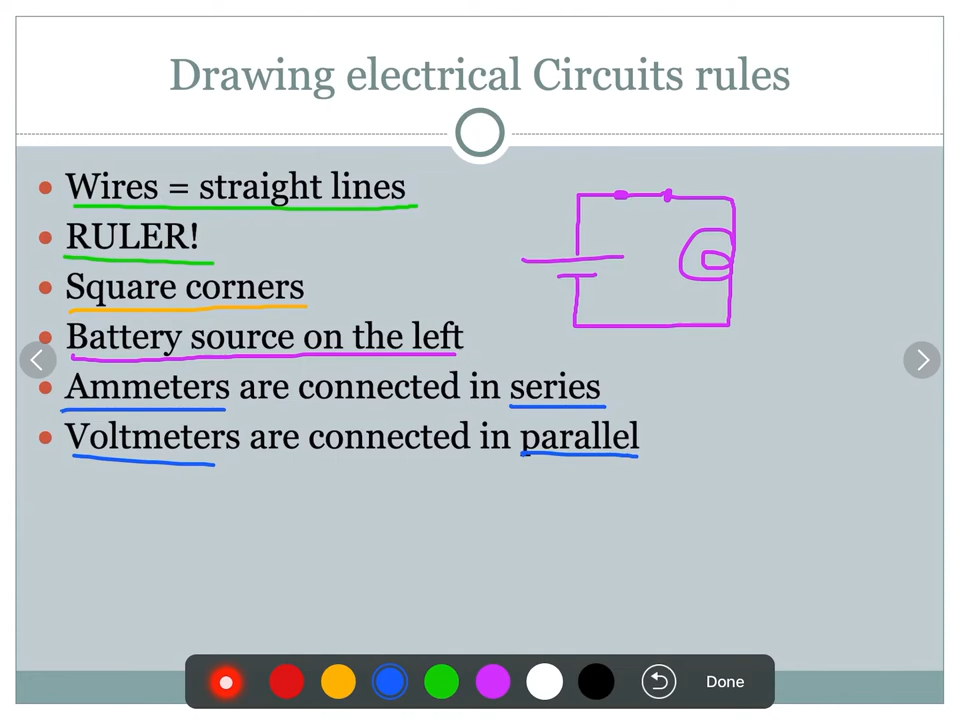 Drawing electrical Circuits rules
Wires = straight lines
RULER!
Square corners
Battery source on the left
Ammeters are connected in series
Voltmeters are connected in parallel
Done